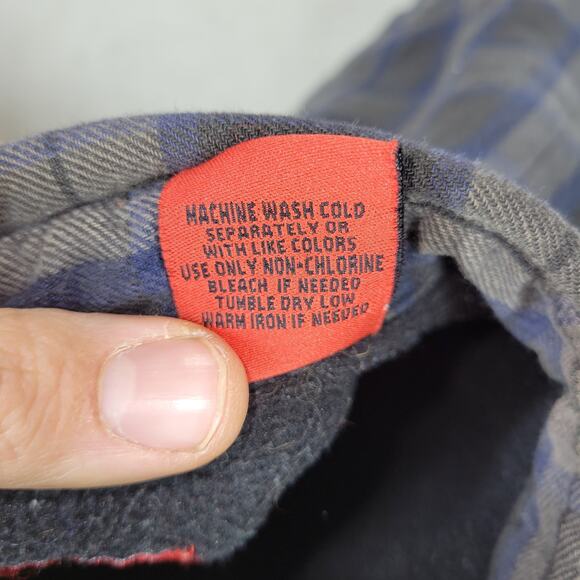 MACHINE WASH COLD
SEPARATELY OR
WITH LIKE COLORS
USE ONLY NON-CHLORINE
BLEACH IF NEEDED
TUMBLE DRY LOW
WARM IRON IF NEEDED